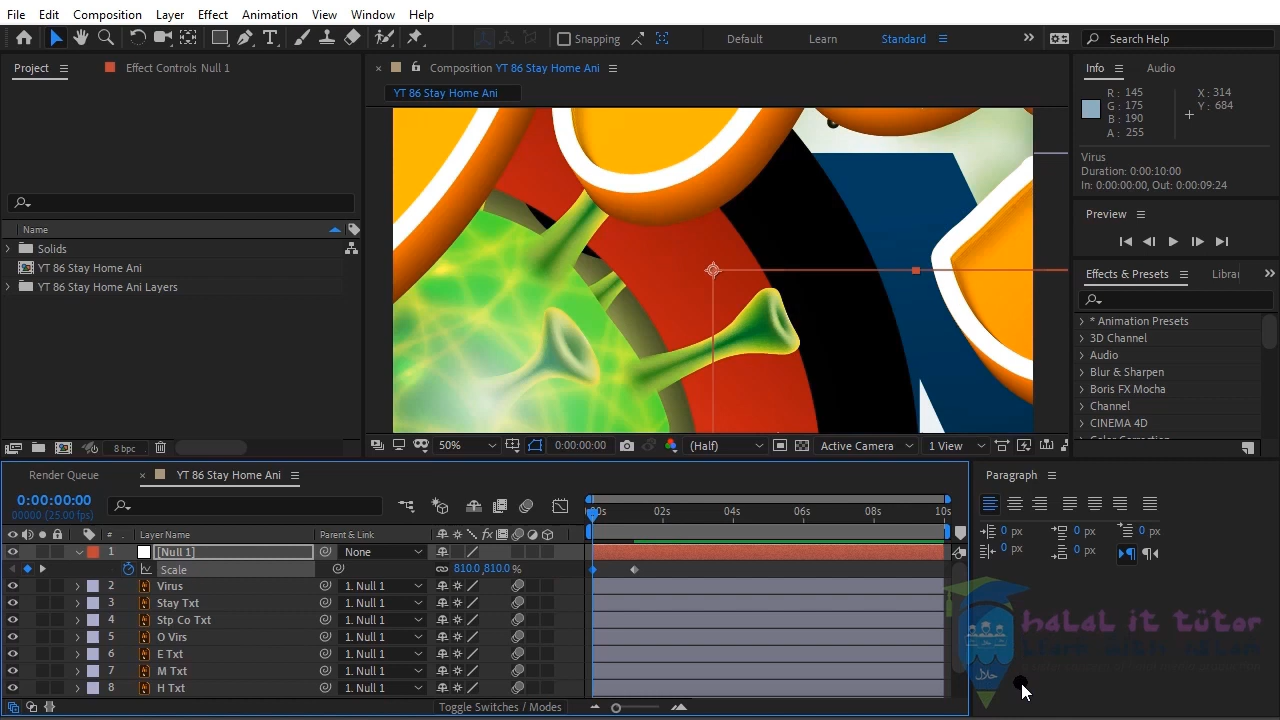 File Edit Composition Layer Effect Animation View Window Help
Snapping Default Learn Standard Search Help
Project Effect Controls Null 1
Composition YT 86 Stay Home Ani
YT 86 Stay Home Ani
Info Audio
R : 145 X : 314
G : 175 Y : 684
B : 190
A : 255
Virus
Duration: 0:00:10:00
In: 0:00:00:00, Out: 0:00:09:24
Preview
Name
Solids
YT 86 Stay Home Ani
YT 86 Stay Home Ani Layers
Effects & Presets Librar
* Animation Presets
3D Channel
Audio
Blur & Sharpen
Boris FX Mocha
Channel
CINEMA 4D
Color Correction
8 bpc
50% 0:00:00:00 (Half) Active Camera 1 View
Render Queue YT 86 Stay Home Ani
0:00:00:00
00000 (25.00 fps)
:00s 02s 04s 06s 08s 10s
# Layer Name Parent & Link
1 [Null 1] None
Scale 810.0,810.0 %
2 Virus 1. Null 1
3 Stay Txt 1. Null 1
4 Stp Co Txt 1. Null 1
5 O Virs 1. Null 1
6 E Txt 1. Null 1
7 M Txt 1. Null 1
8 H Txt 1. Null 1
Toggle Switches / Modes
Paragraph
0 px 0 px 0 px
0 px 0 px
halal it tutor
حلال